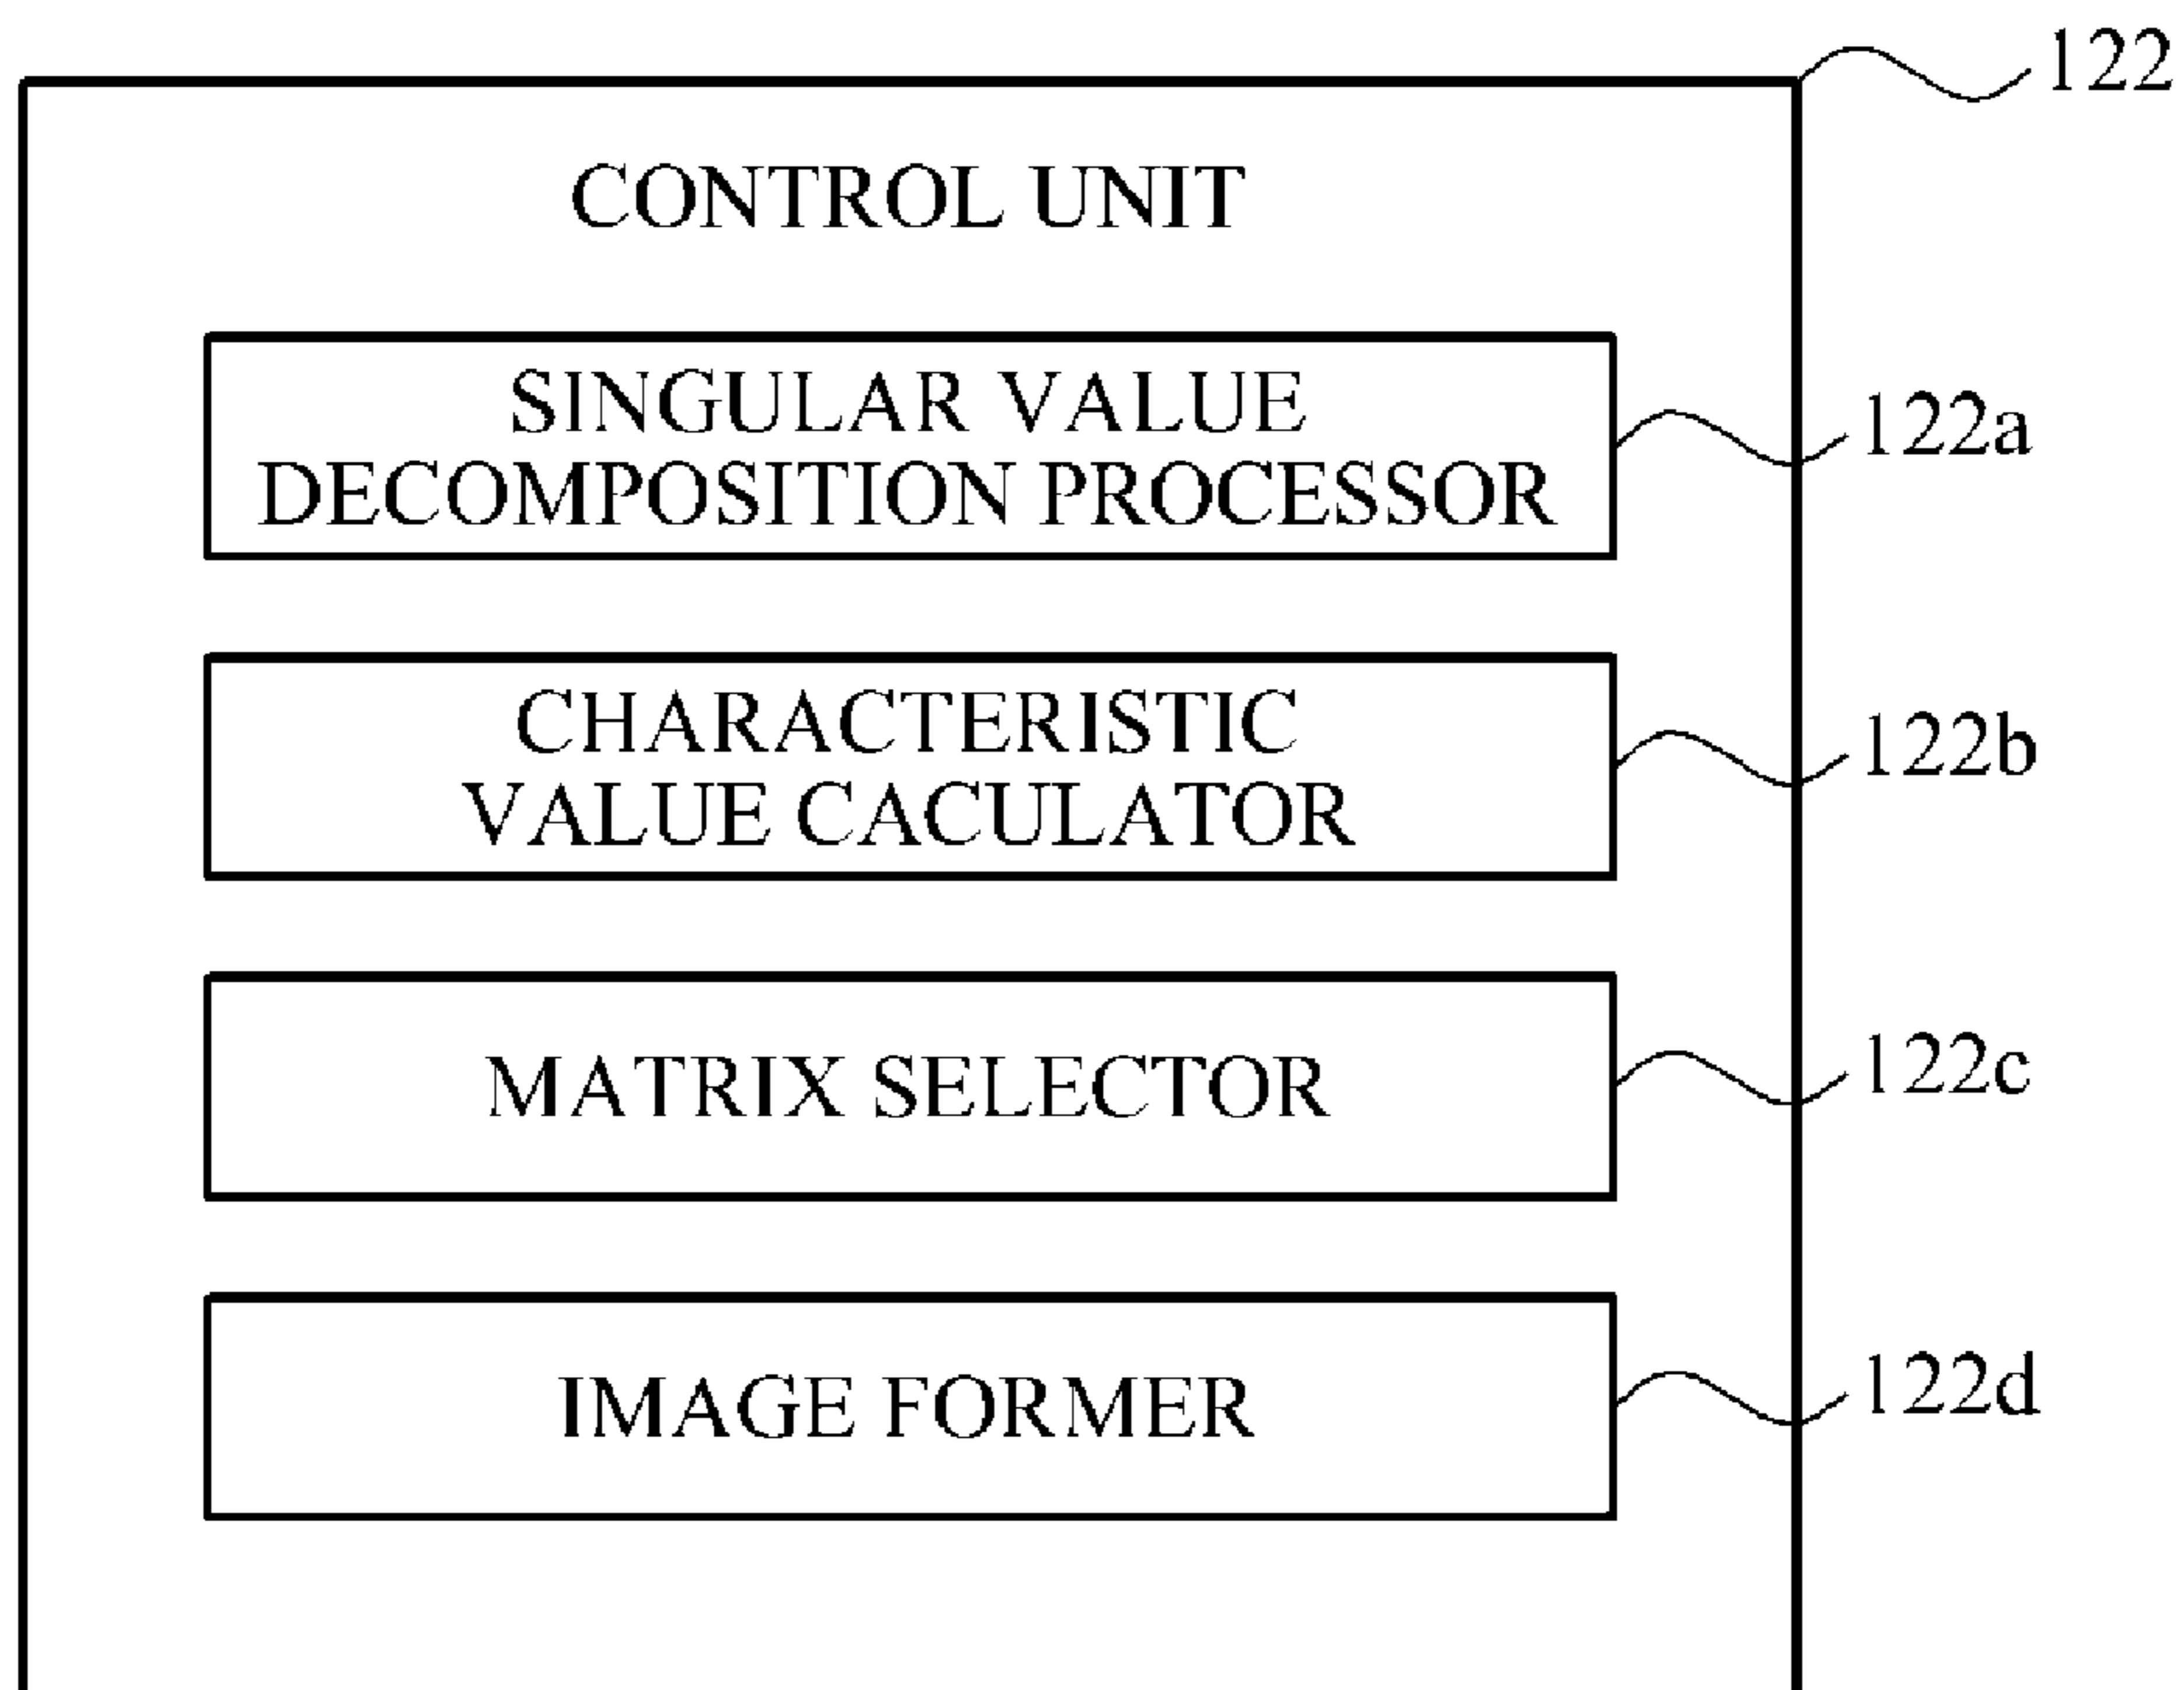 122
CONTROL UNIT
SINGULAR VALUE
DECOMPOSITION PROCESSOR
122a
CHARACTERISTIC
VALUE CACULATOR
122b
MATRIX SELECTOR
122c
IMAGE FORMER
122d